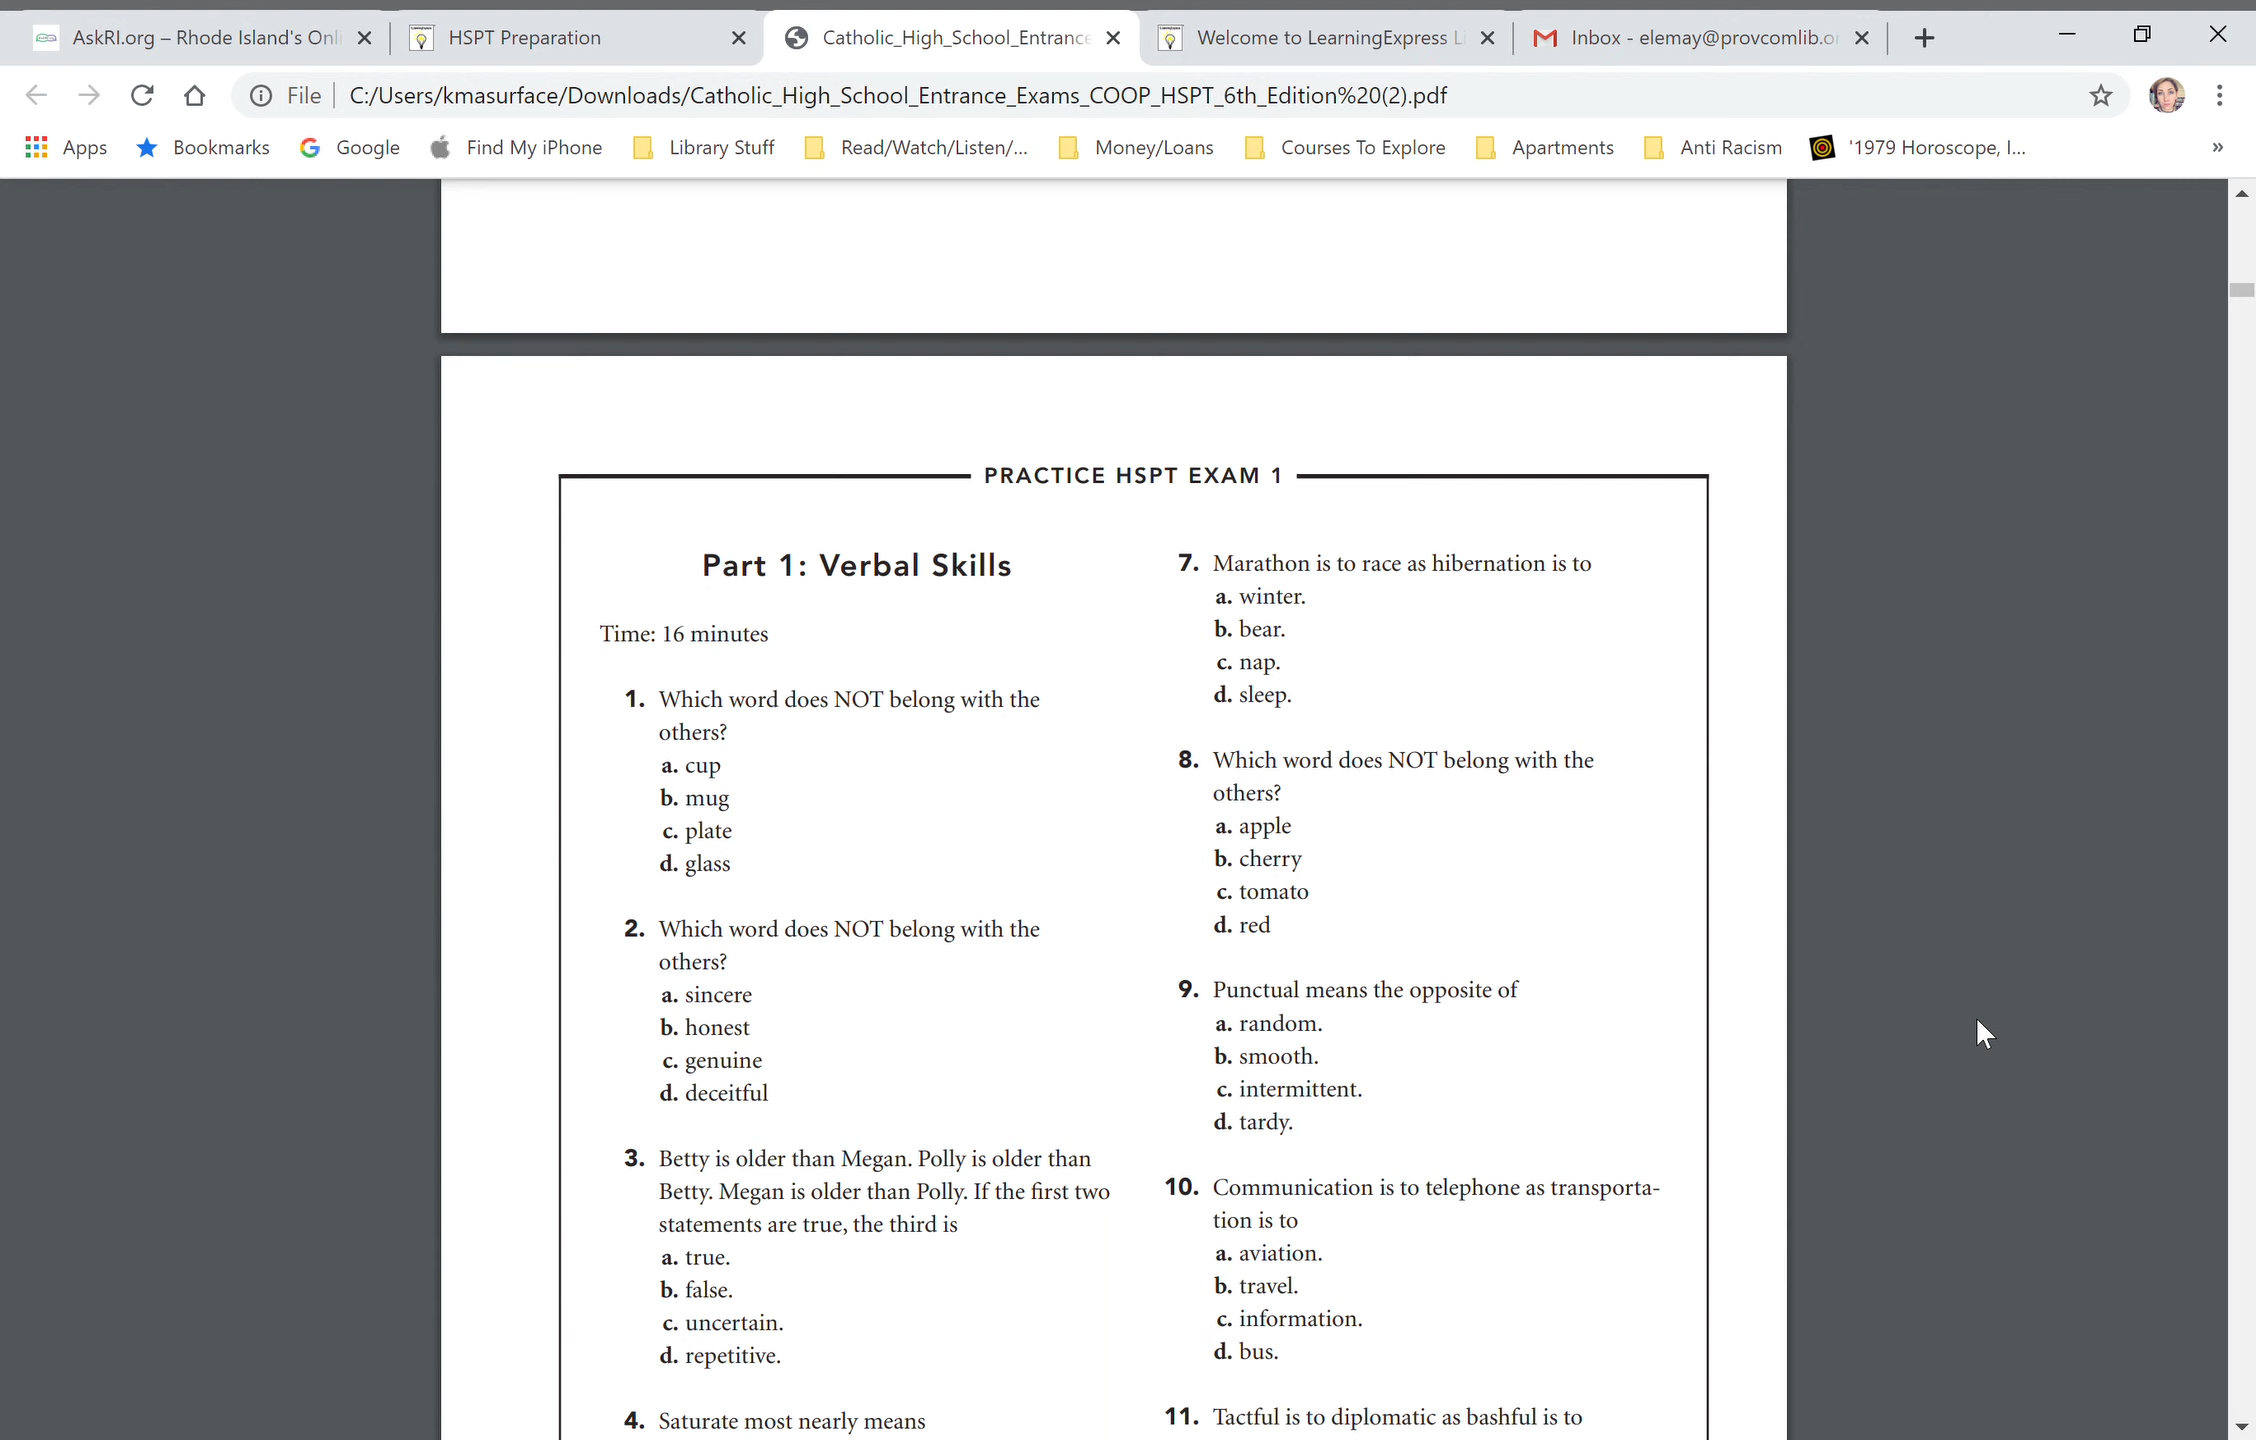 AskRI.org – Rhode Island's Onli
HSPT Preparation
Catholic_High_School_Entrance
Welcome to LearningExpress Li
Inbox - elemay@provcomlib.or
File
C:/Users/kmasurface/Downloads/Catholic_High_School_Entrance_Exams_COOP_HSPT_6th_Edition%20(2).pdf
Apps
Bookmarks
Google
Find My iPhone
Library Stuff
Read/Watch/Listen/...
Money/Loans
Courses To Explore
Apartments
Anti Racism
'1979 Horoscope, I...
»
PRACTICE HSPT EXAM 1
Part 1: Verbal Skills
Time: 16 minutes
1. Which word does NOT belong with the
others?
a. cup
b. mug
c. plate
d. glass
2. Which word does NOT belong with the
others?
a. sincere
b. honest
c. genuine
d. deceitful
3. Betty is older than Megan. Polly is older than
Betty. Megan is older than Polly. If the first two
statements are true, the third is
a. true.
b. false.
c. uncertain.
d. repetitive.
4. Saturate most nearly means
7. Marathon is to race as hibernation is to
a. winter.
b. bear.
c. nap.
d. sleep.
8. Which word does NOT belong with the
others?
a. apple
b. cherry
c. tomato
d. red
9. Punctual means the opposite of
a. random.
b. smooth.
c. intermittent.
d. tardy.
10. Communication is to telephone as transporta-
tion is to
a. aviation.
b. travel.
c. information.
d. bus.
11. Tactful is to diplomatic as bashful is to